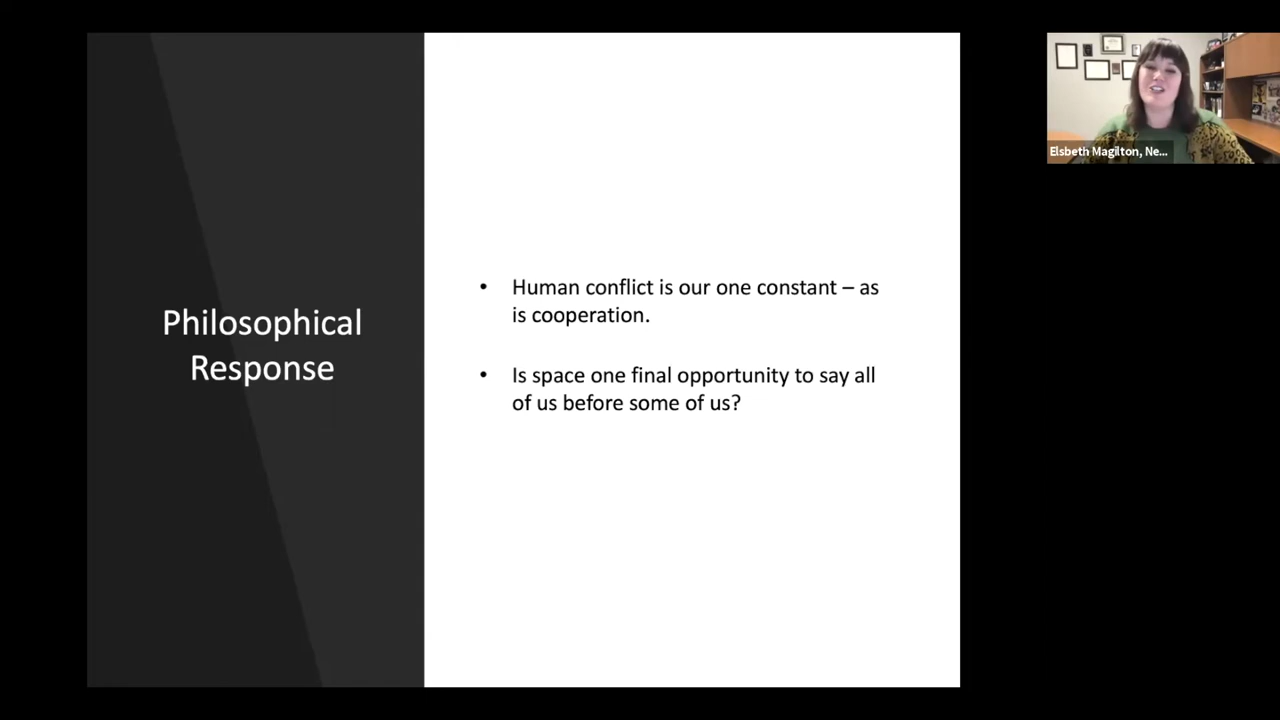 Philosophical
Response
• Human conflict is our one constant – as
is cooperation.
• Is space one final opportunity to say all
of us before some of us?
Elsbeth Magilton, Ne...